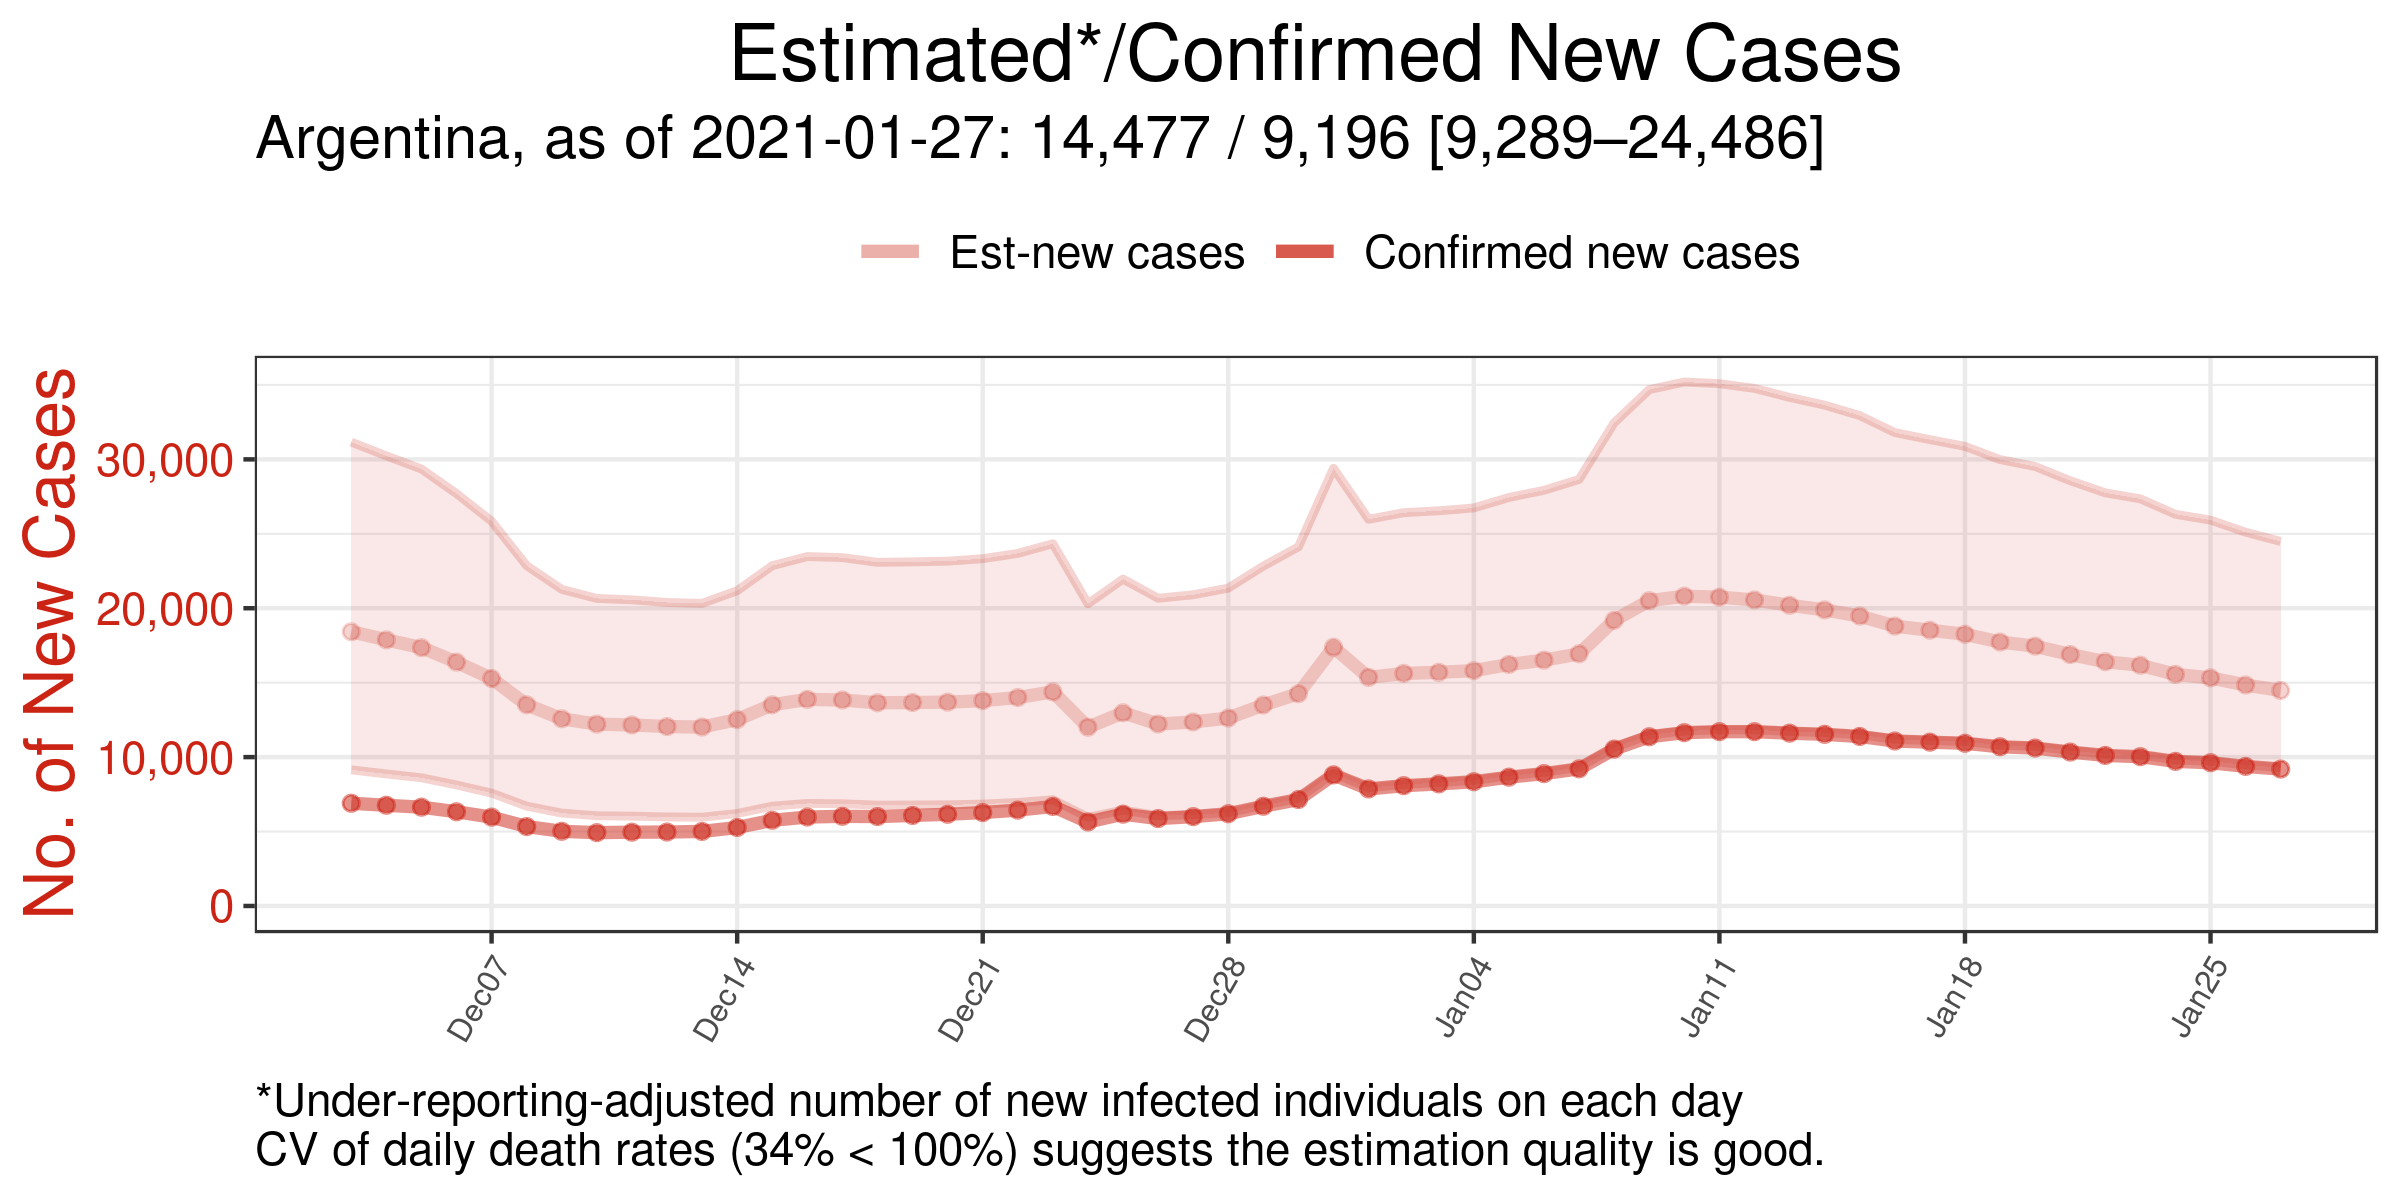 Estimated*/Confirmed New Cases
Argentina, as of 2021-01-27: 14,477 / 9,196 [9,289–24,486]
Est-new cases Confirmed new cases
No. of New Cases
30,000
20,000
10,000
0
Dec07 Dec14 Dec21 Dec28 Jan04 Jan11 Jan18 Jan25
*Under-reporting-adjusted number of new infected individuals on each day
CV of daily death rates (34% < 100%) suggests the estimation quality is good.